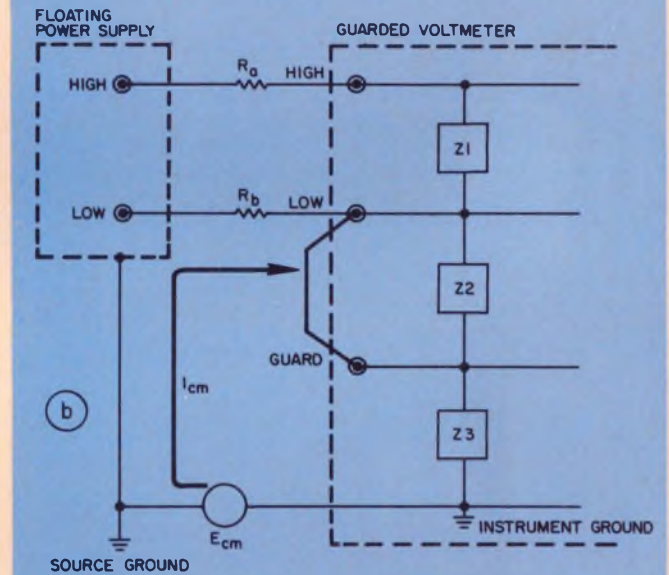 FLOATING
POWER SUPPLY
GUARDED VOLTMETER
HIGH
Ra
HIGH
Z1
LOW
Rb
LOW
Z2
GUARD
Icm
b
Z3
Ecm
INSTRUMENT GROUND
SOURCE GROUND